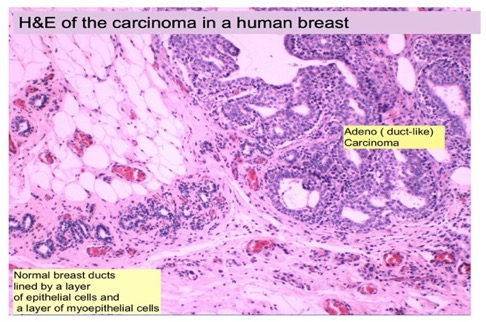 H&E of the carcinoma in a human breast
Adeno ( duct-like)
Carcinoma
Normal breast ducts
lined by a layer
of epithelial cells and
a layer of myoepithelial cells